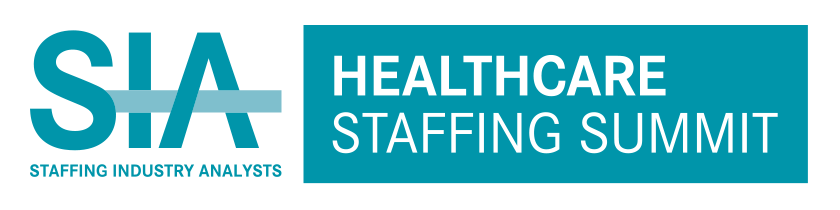 SIA
STAFFING INDUSTRY ANALYSTS
HEALTHCARE
STAFFING SUMMIT